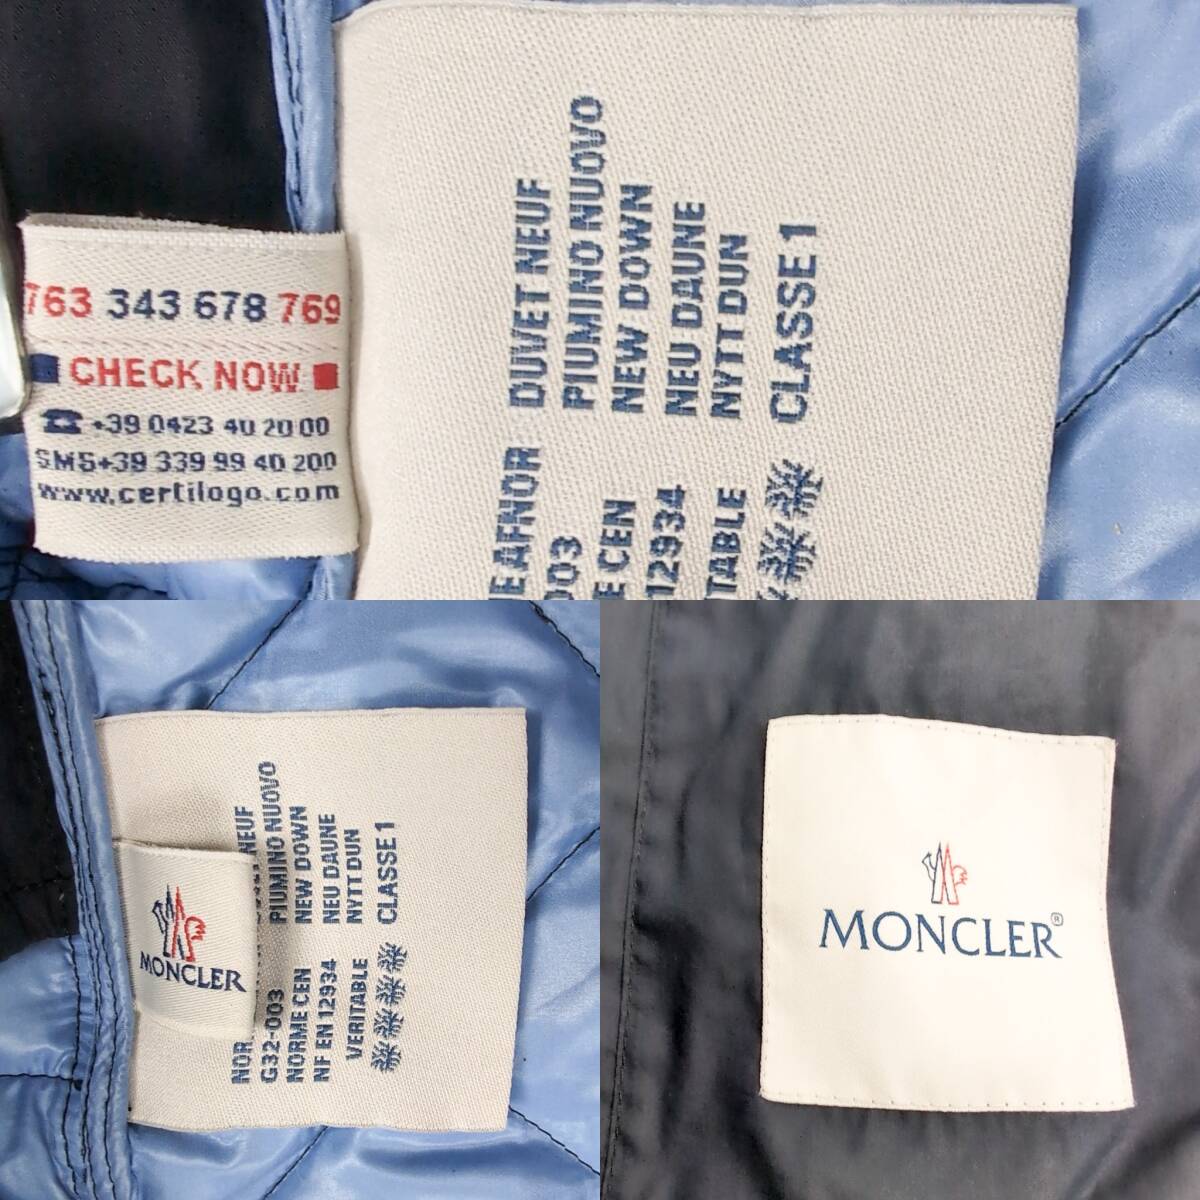 763 343 678 769
CHECK NOW
+39 0423 40 20 00
SMS+39 339 99 40 200
www.certilogo.com
DUVET NEUF
PIUMINO NUOVO
NEW DOWN
NEU DAUNE
NYTT DUN
CLASSE 1
E AFNOR
003
E CEN
12934
TABLE
MONCLER
NEUF
PIUMINO NUOVO
NEW DOWN
NEU DAUNE
NYTT DUN
CLASSE 1
NOR
G32-003
NORME CEN
NF EN 12934
VERITABLE
MONCLER®